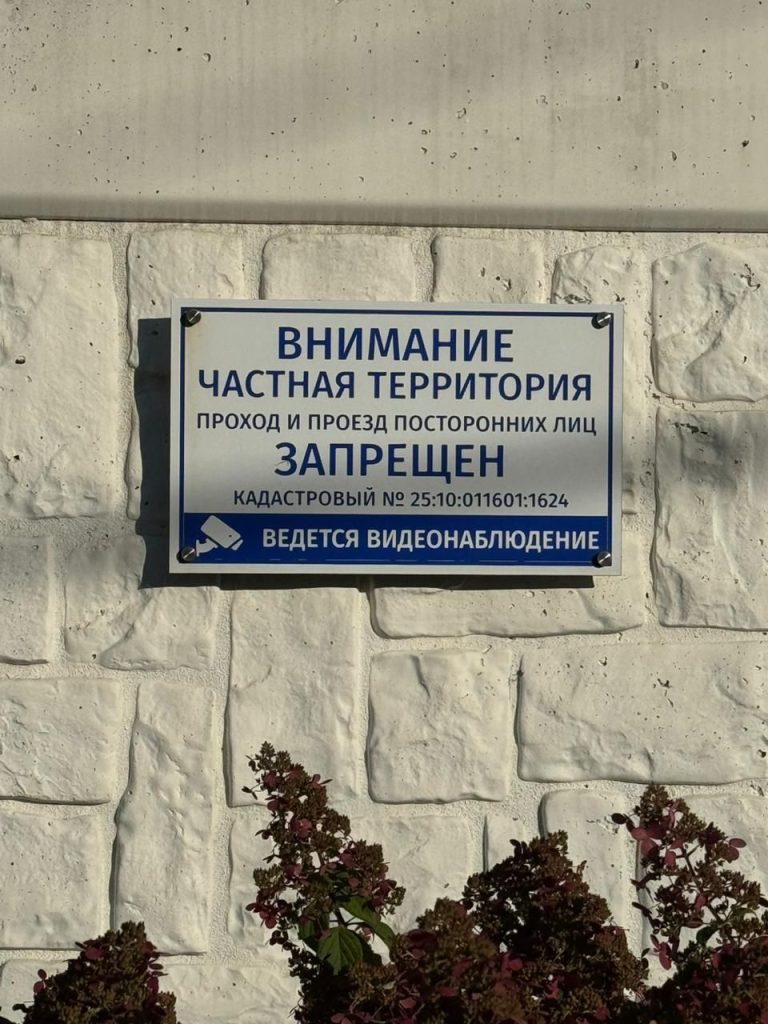 ВНИМАНИЕ
ЧАСТНАЯ ТЕРРИТОРИЯ
ПРОХОД И ПРОЕЗД ПОСТОРОННИХ ЛИЦ
ЗАПРЕЩЕН
КАДАСТРОВЫЙ № 25:10:011601:1624
ВЕДЕТСЯ ВИДЕОНАБЛЮДЕНИЕ